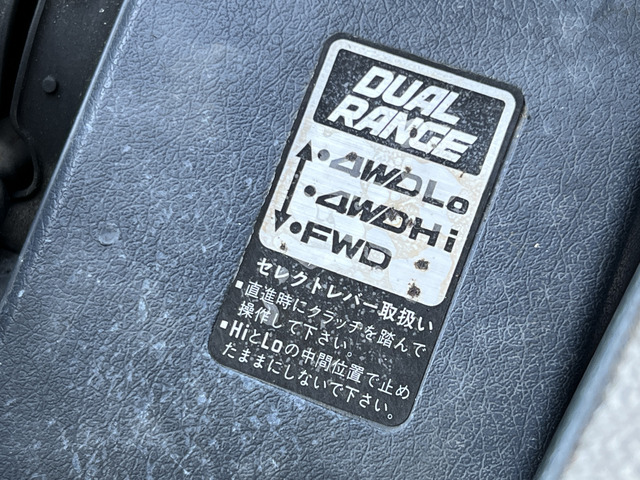 DUAL
RANGE
•4WDLo
•4WDHi
•FWD
セレクトレバー取扱い
■直進時にクラッチを踏んで
操作して下さい。
■HiとLoの中間位置で止め
たままにしないで下さい。